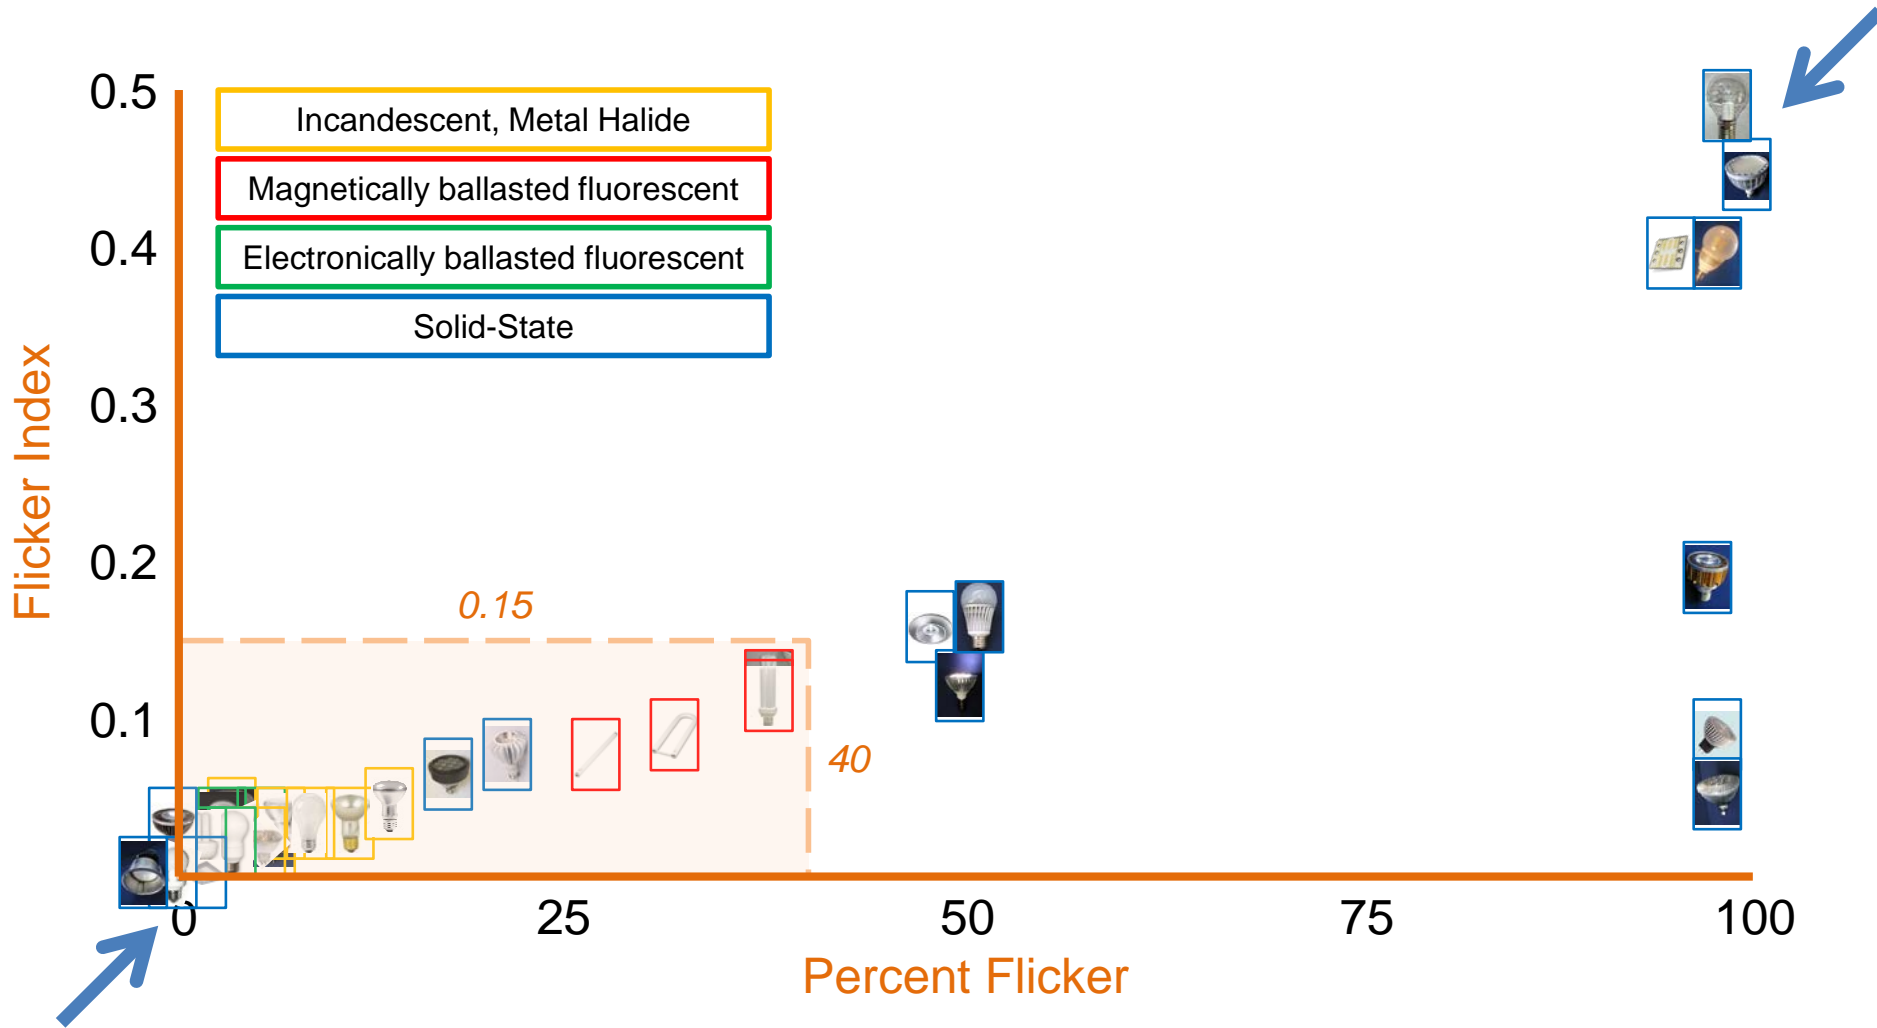 0.5
Incandescent, Metal Halide
Magnetically ballasted fluorescent
0.4
Electronically ballasted fluorescent
Solid-State
0.3
Flicker Index
0.2
0.15
0.1
40
0
25
50
75
100
Percent Flicker